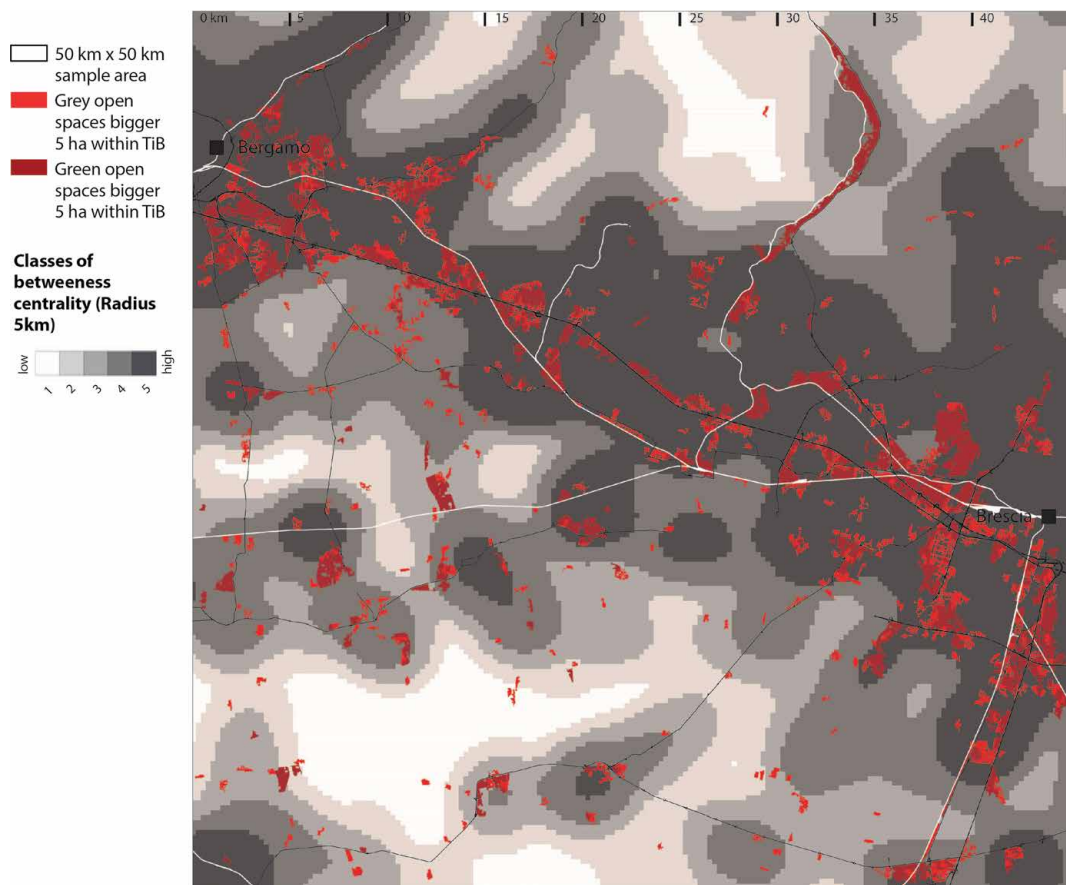 0 km 5 10 15 20 25 30 35 40
50 km x 50 km
sample area
Grey open
spaces bigger
5 ha within TiB
Green open
spaces bigger
5 ha within TiB
Classes of
betweeness
centrality (Radius
5km)
low
high
1 2 3 4 5
Bergamo
Brescia